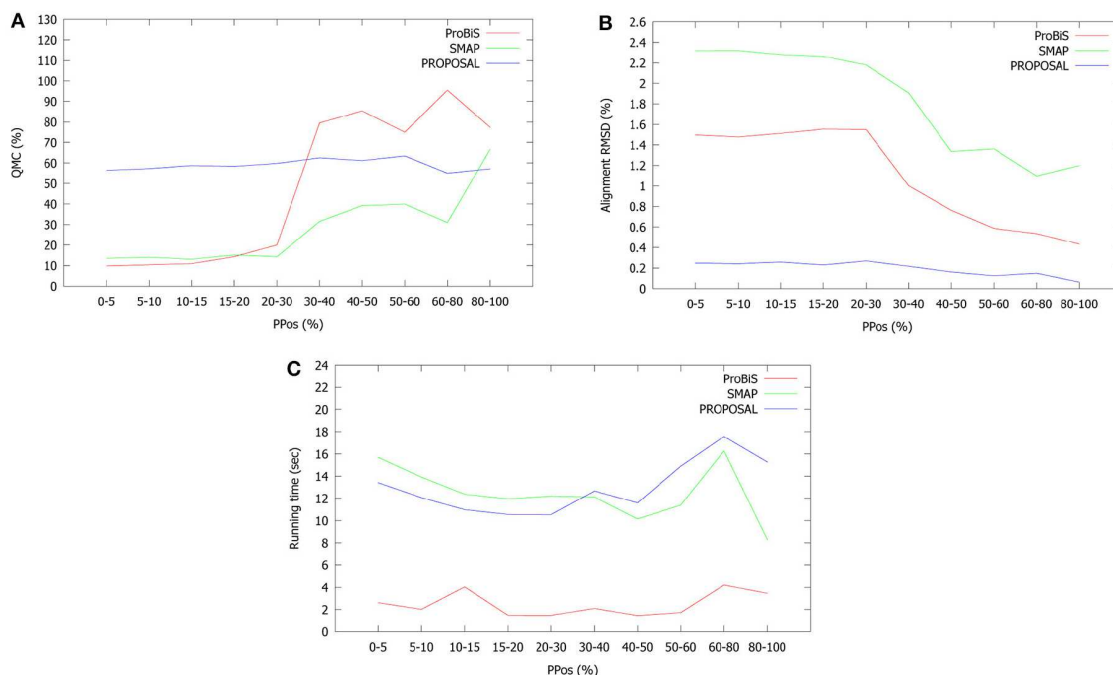 A
QMC (%)
130
120
110
100
90
80
70
60
50
40
30
20
10
0
ProBiS
SMAP
PROPOSAL
0-5 5-10 10-15 15-20 20-30 30-40 40-50 50-60 60-80 80-100
PPos (%)
B
Alignment RMSD (%)
2.6
2.4
2.2
2
1.8
1.6
1.4
1.2
1
0.8
0.6
0.4
0.2
0
ProBiS
SMAP
PROPOSAL
0-5 5-10 10-15 15-20 20-30 30-40 40-50 50-60 60-80 80-100
PPos (%)
C
Running time (sec)
24
22
20
18
16
14
12
10
8
6
4
2
0
ProBiS
SMAP
PROPOSAL
0-5 5-10 10-15 15-20 20-30 30-40 40-50 50-60 60-80 80-100
PPos (%)